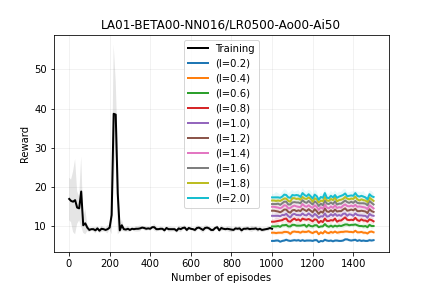 LA01-BETA00-NN016/LR0500-Ao00-Ai50
Training
(l=0.2)
(l=0.4)
(l=0.6)
(l=0.8)
(l=1.0)
(l=1.2)
(l=1.4)
(l=1.6)
(l=1.8)
(l=2.0)
Reward
50
40
30
20
10
0 200 400 600 800 1000 1200 1400
Number of episodes